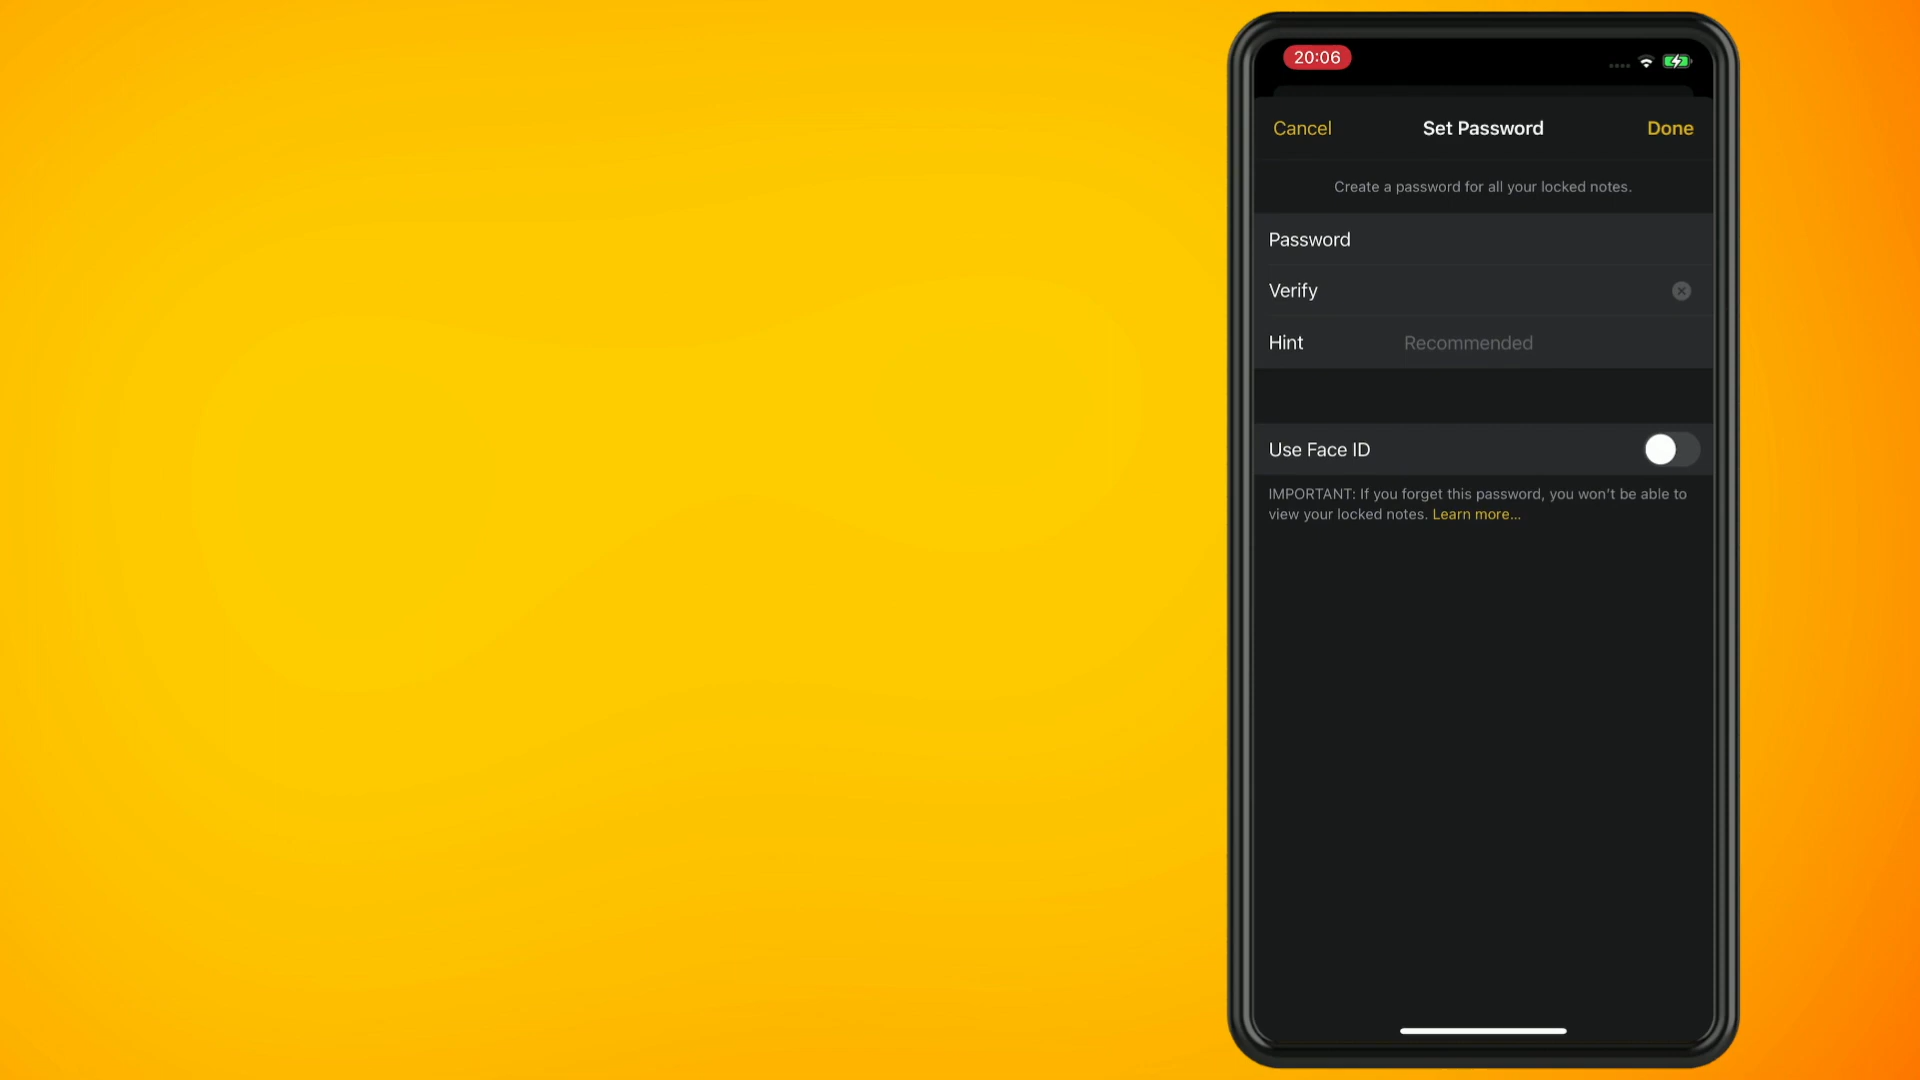 20:06
Cancel Set Password Done
Create a password for all your locked notes.
Password
Verify
Hint Recommended
Use Face ID
IMPORTANT: If you forget this password, you won't be able to
view your locked notes. Learn more...